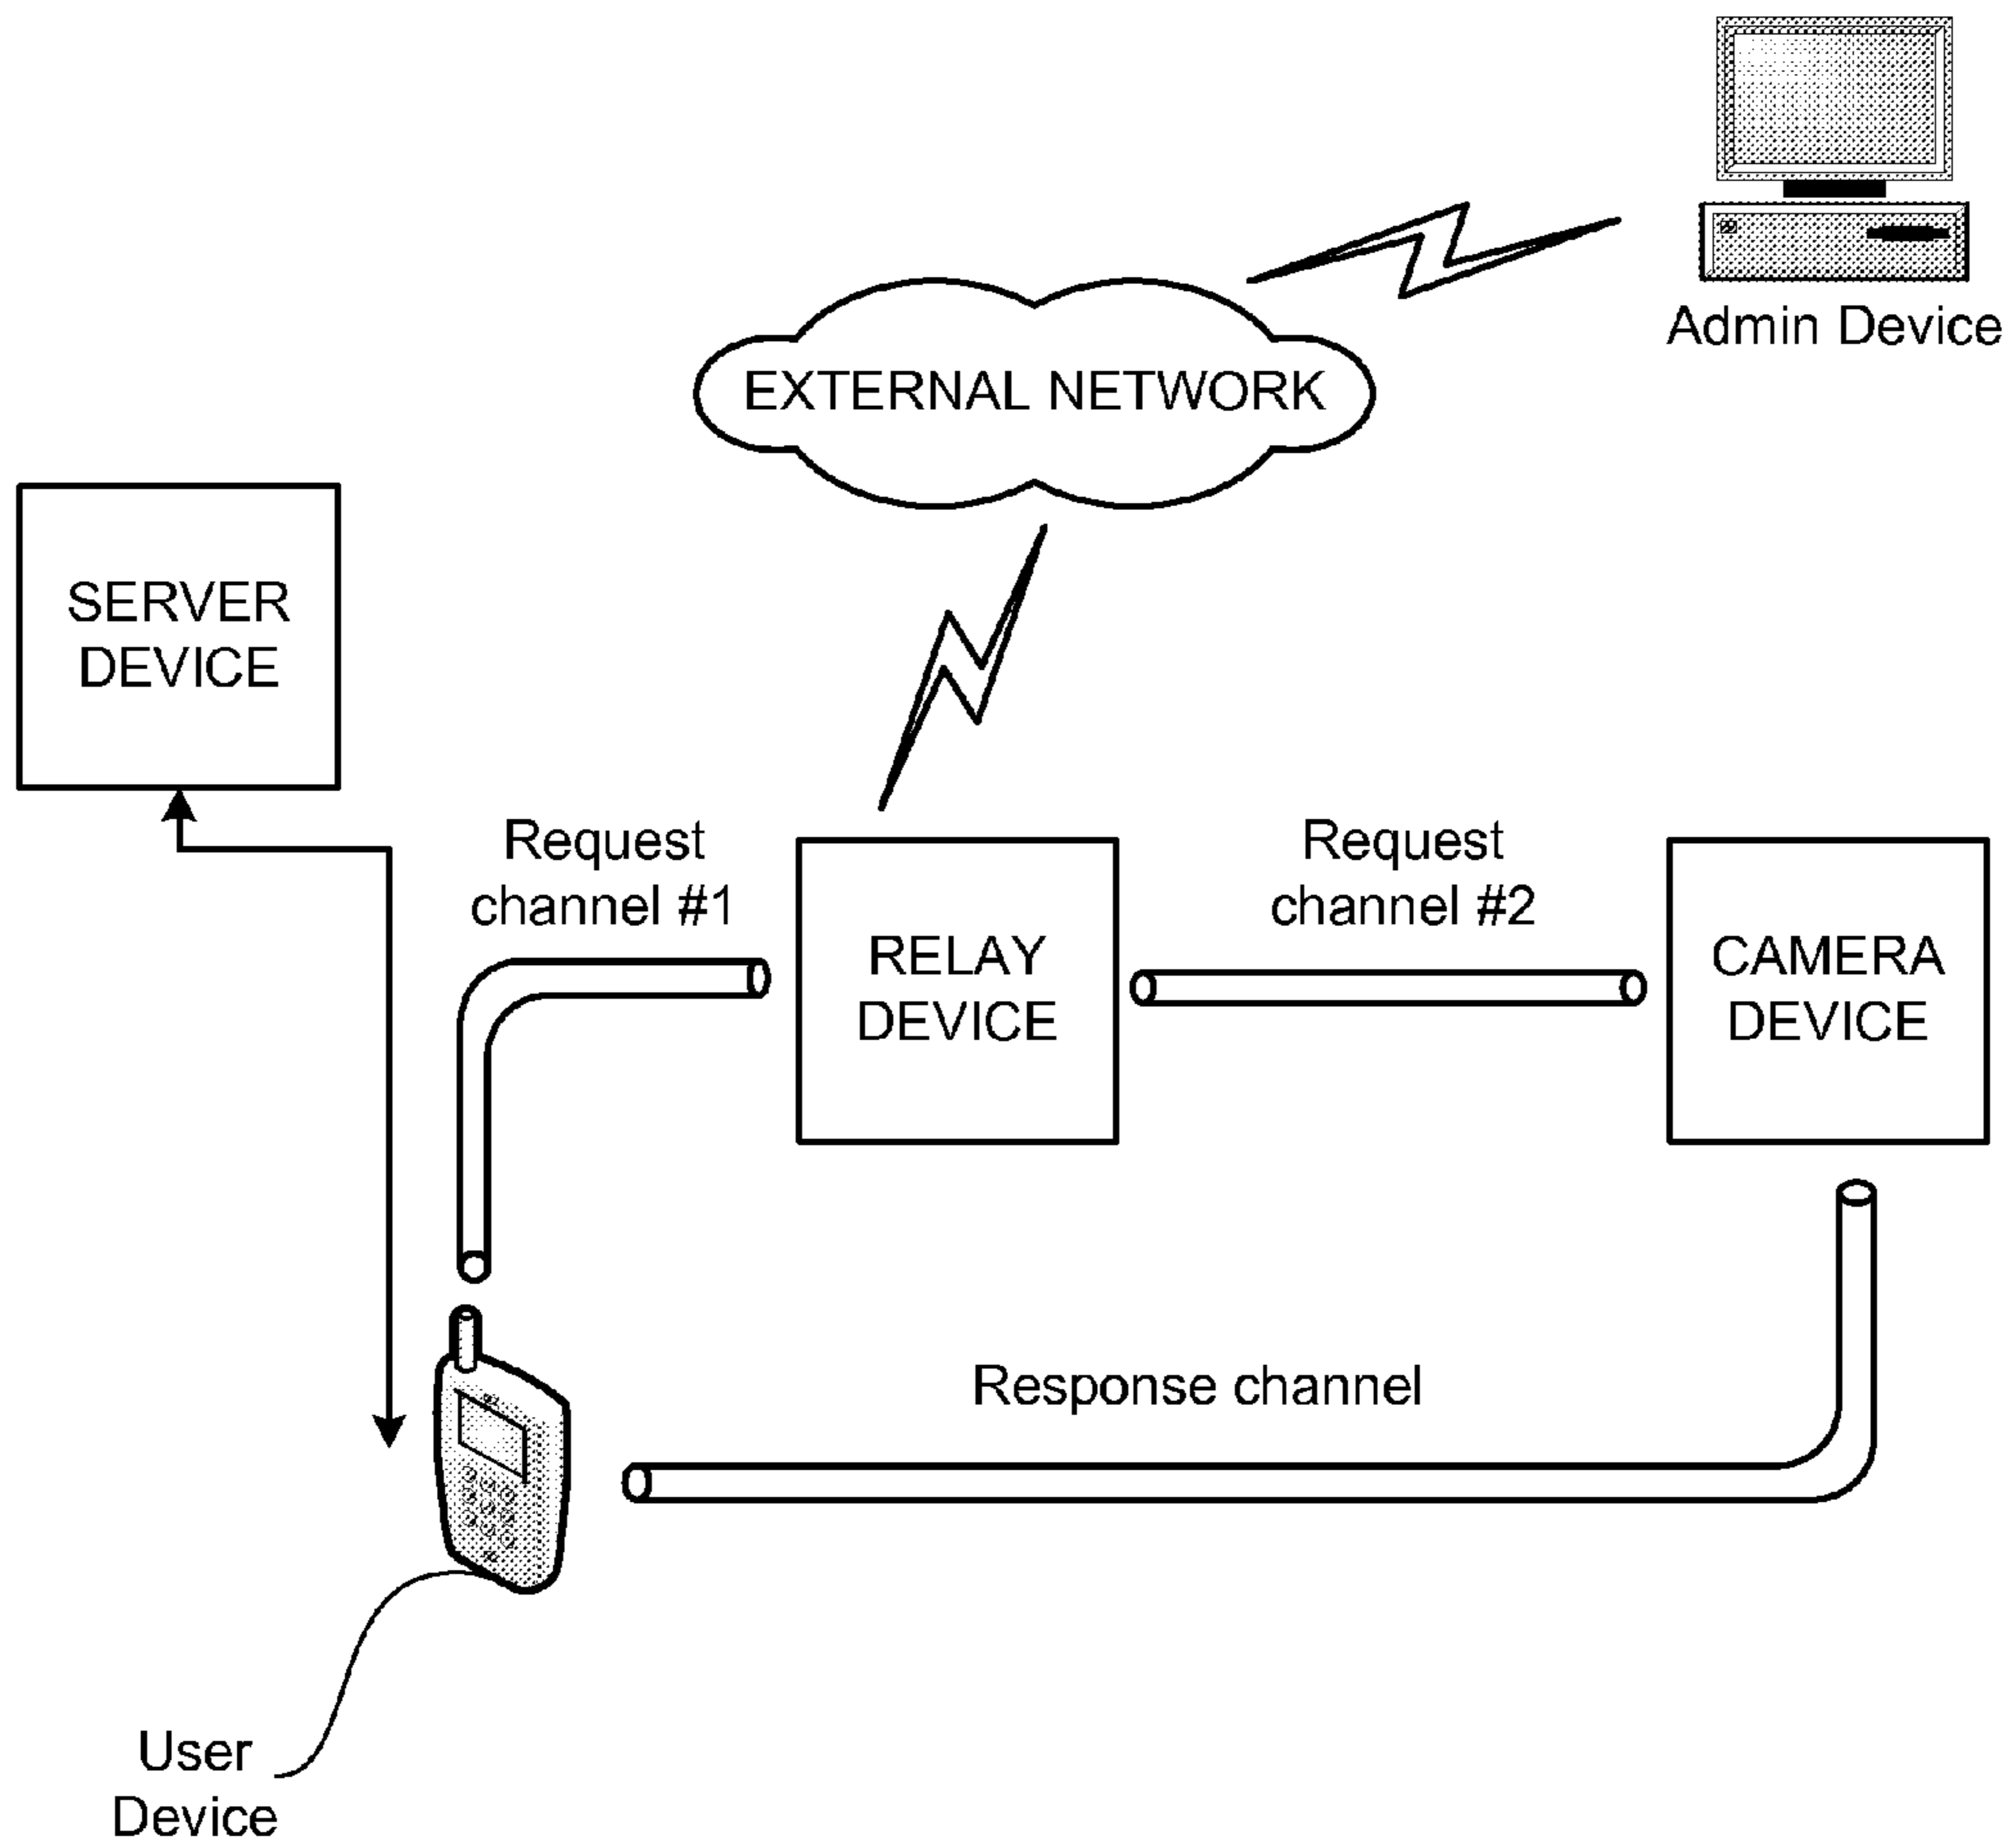 Admin Device
EXTERNAL NETWORK
SERVER
DEVICE
Request
channel #1
Request
channel #2
RELAY
DEVICE
CAMERA
DEVICE
Response channel
User
Device